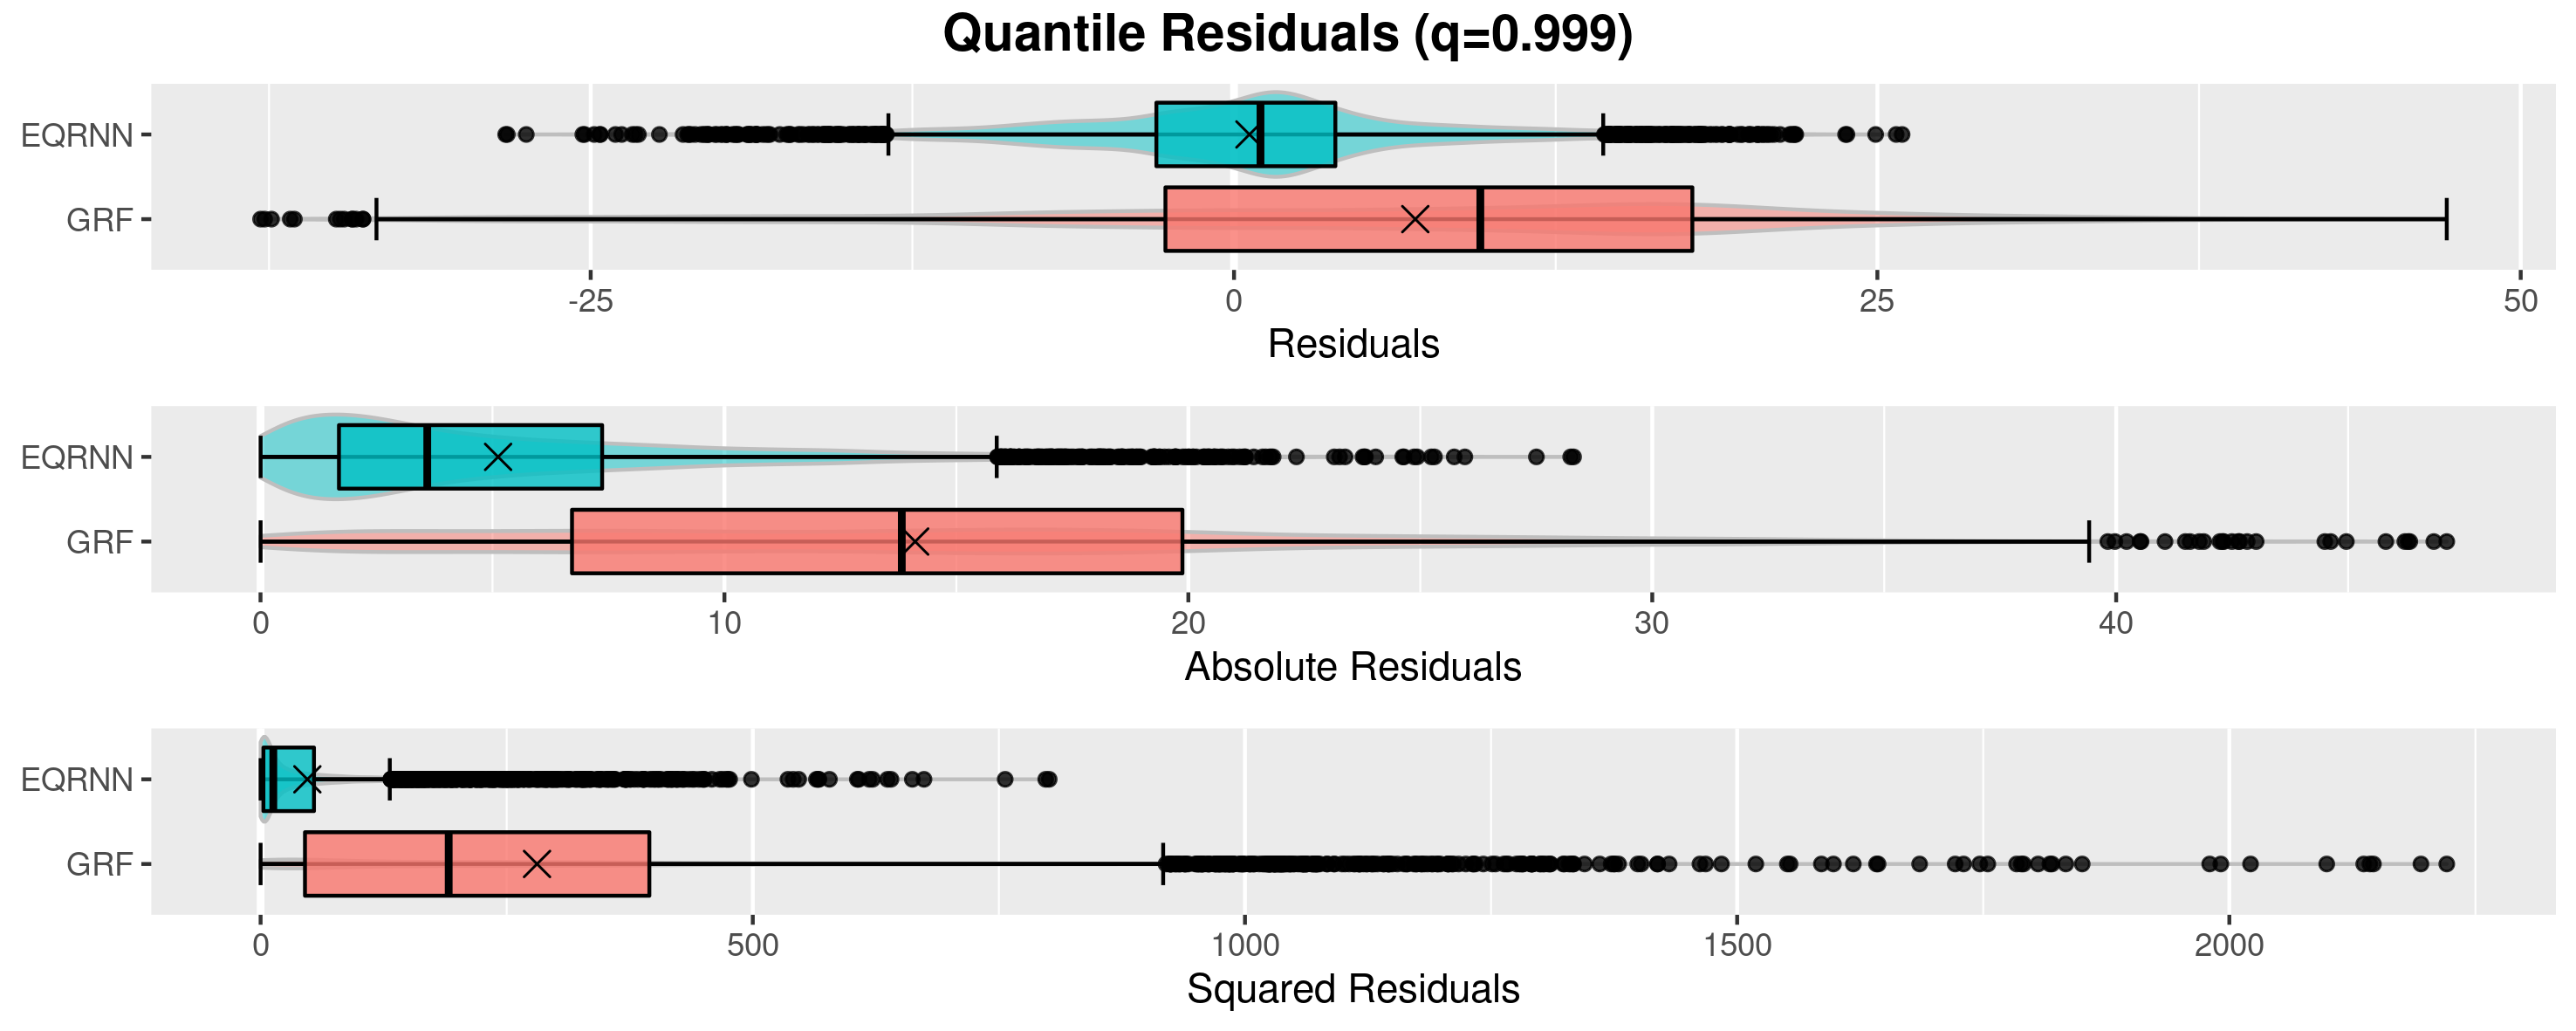 Quantile Residuals (q=0.999)
EQRNN
GRF
-25 0 25 50
Residuals
EQRNN
GRF
0 10 20 30 40
Absolute Residuals
EQRNN
GRF
0 500 1000 1500 2000
Squared Residuals